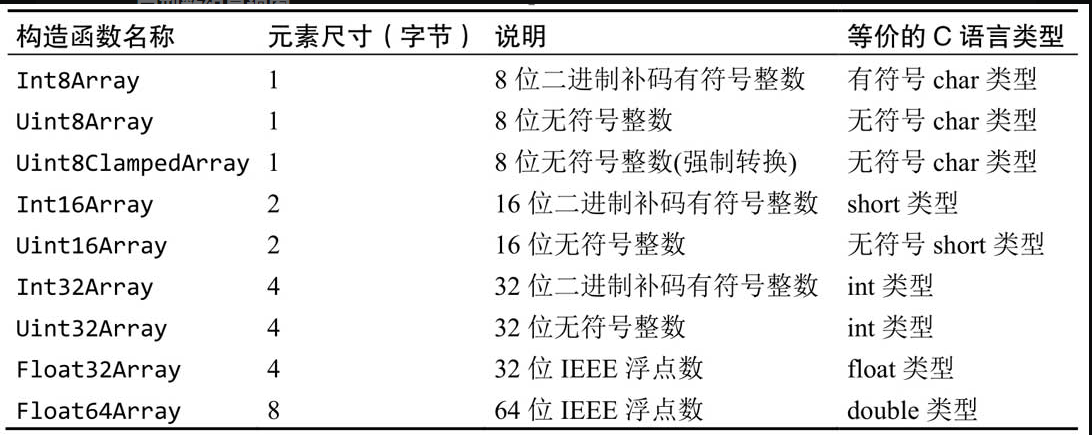 构造函数名称 元素尺寸（字节） 说明 等价的 C 语言类型
Int8Array 1 8 位二进制补码有符号整数 有符号 char 类型
Uint8Array 1 8 位无符号整数 无符号 char 类型
Uint8ClampedArray 1 8 位无符号整数(强制转换) 无符号 char 类型
Int16Array 2 16 位二进制补码有符号整数 short 类型
Uint16Array 2 16 位无符号整数 无符号 short 类型
Int32Array 4 32 位二进制补码有符号整数 int 类型
Uint32Array 4 32 位无符号整数 int 类型
Float32Array 4 32 位 IEEE 浮点数 float 类型
Float64Array 8 64 位 IEEE 浮点数 double 类型